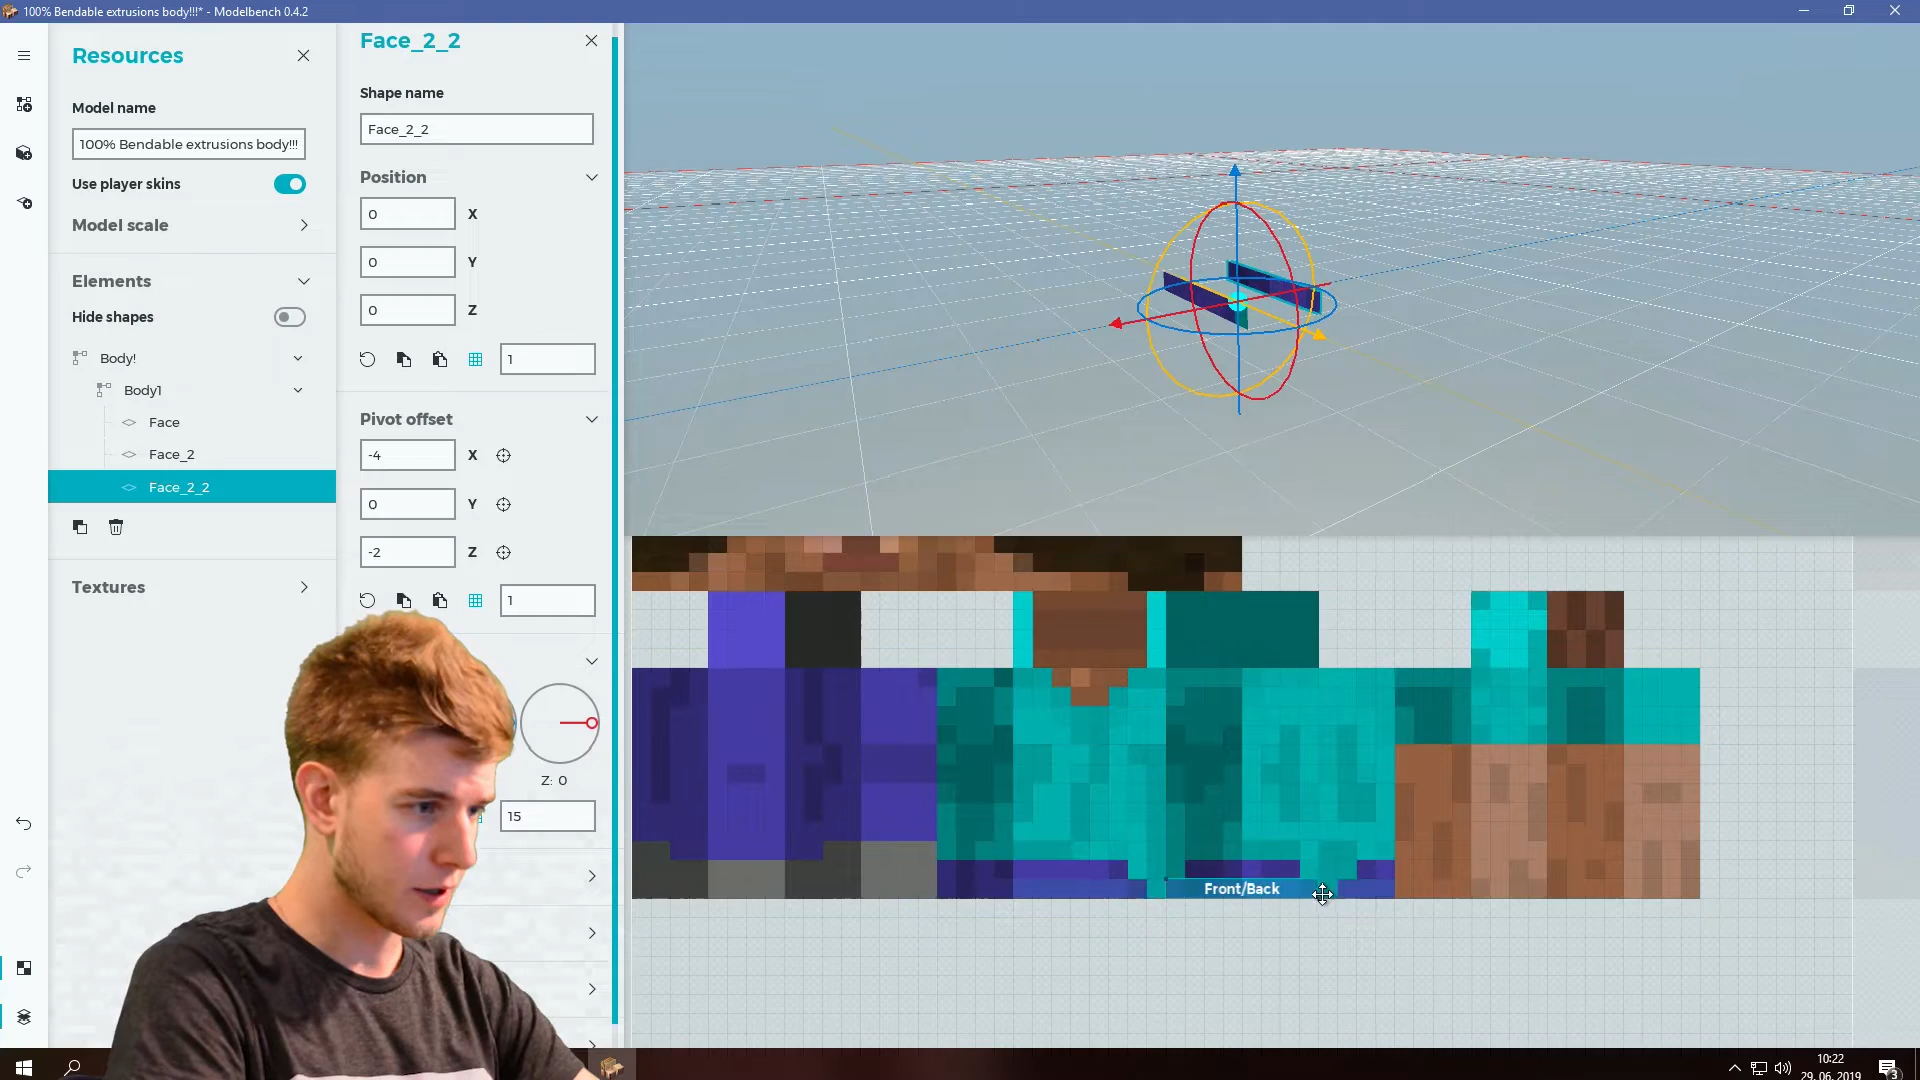 100% Bendable extrusions body!!!* - Modelbench 0.4.2
Resources
Model name
100% Bendable extrusions body!!!
Use player skins
Model scale
Elements
Hide shapes
Body!
Body1
Face
Face_2
Face_2_2
Textures
Face_2_2
Shape name
Face_2_2
Position
0 X
0 Y
0 Z
1
Pivot offset
-4 X
0 Y
-2 Z
1
Z: 0
15
Front/Back
10:22
29.06.2019
3